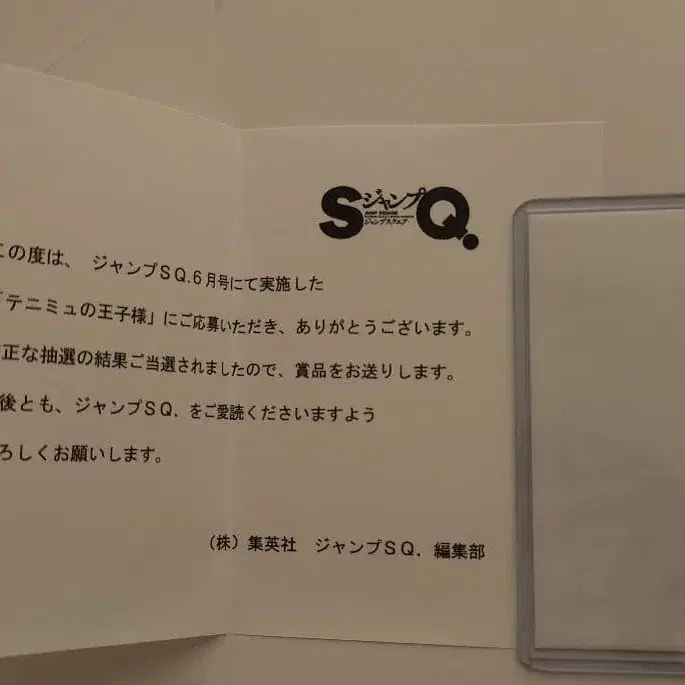 SジャンプQ.
ジャンプスクエア
この度は、 ジャンプSQ.6月号にて実施した
「テニミュの王子様」にご応募いただき、ありがとうございます。
正な抽選の結果ご当選されましたので、賞品をお送りします。
後とも、ジャンプSQ. をご愛読くださいますよう
ろしくお願いします。
(株)集英社 ジャンプSQ. 編集部